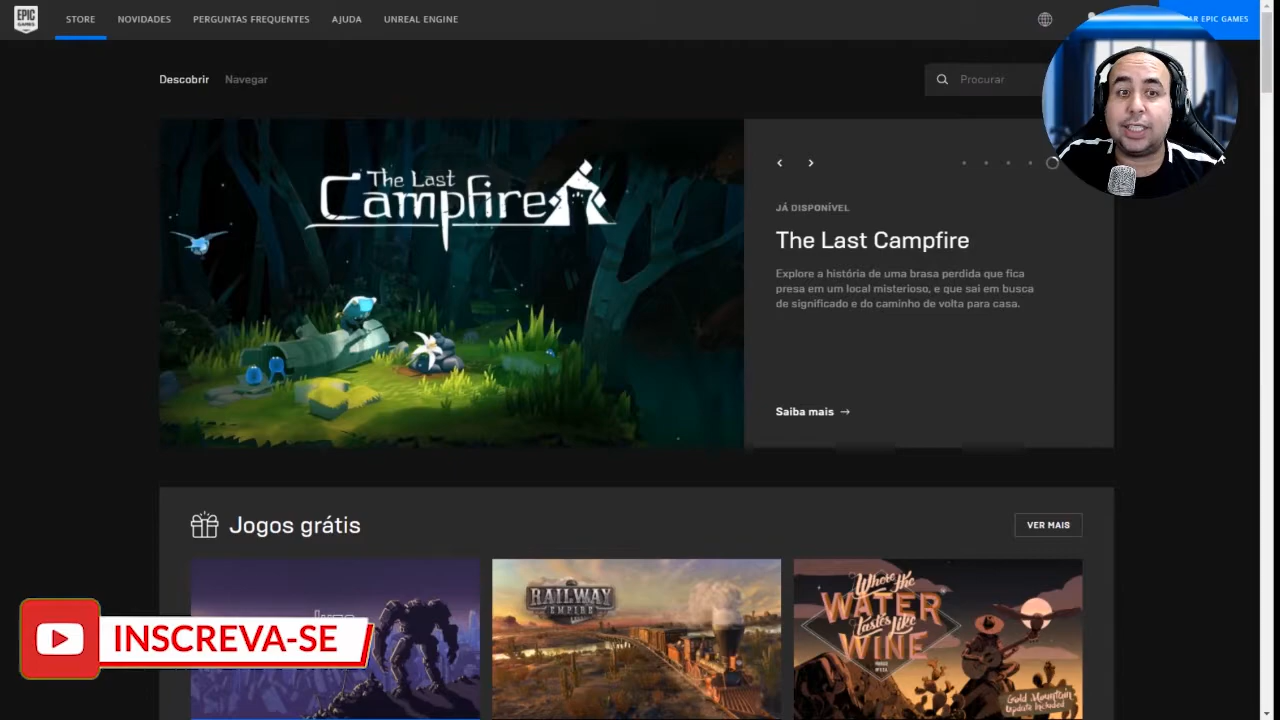 EPIC GAMES
STORE
NOVIDADES
PERGUNTAS FREQUENTES
AJUDA
UNREAL ENGINE
EPIC GAMES
Descobrir
Navegar
Procurar
The Last
Campfire
JÁ DISPONÍVEL
The Last Campfire
Explore a história de uma brasa perdida que fica
presa em um local misterioso, e que sai em busca
de significado e do caminho de volta para casa.
Saiba mais →
Jogos grátis
VER MAIS
RAILWAY
EMPIRE
Where the
WATER
Tastes Like
WINE
Gold Mountain
Update Included
INSCREVA-SE